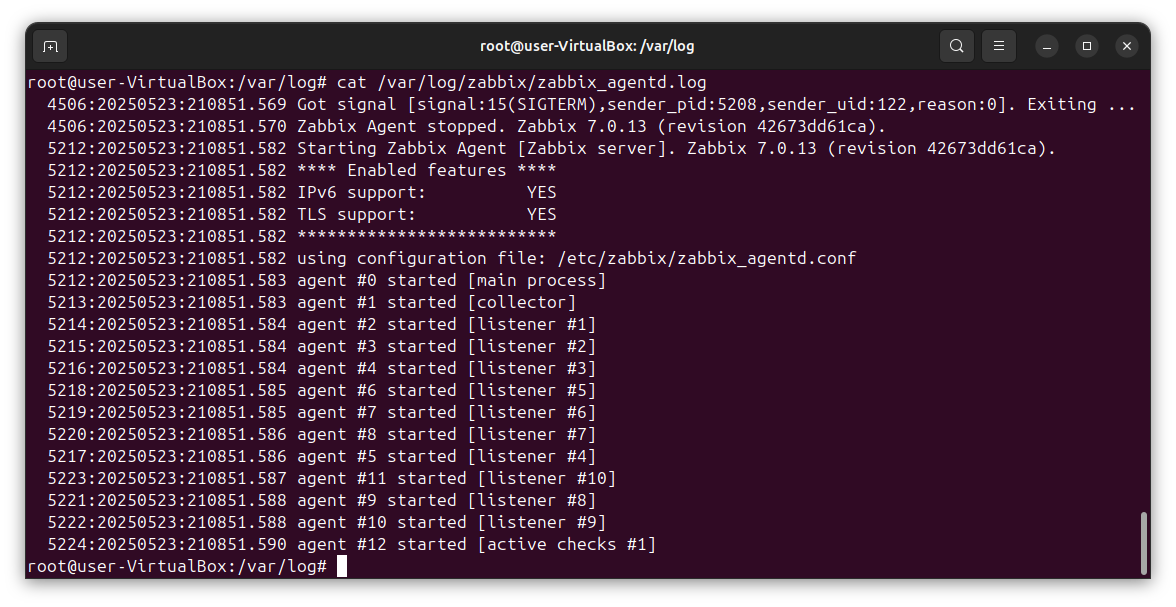 root@user-VirtualBox: /var/log
root@user-VirtualBox:/var/log# cat /var/log/zabbix/zabbix_agentd.log
  4506:20250523:210851.569 Got signal [signal:15(SIGTERM),sender_pid:5208,sender_uid:122,reason:0]. Exiting ...
  4506:20250523:210851.570 Zabbix Agent stopped. Zabbix 7.0.13 (revision 42673dd61ca).
  5212:20250523:210851.582 Starting Zabbix Agent [Zabbix server]. Zabbix 7.0.13 (revision 42673dd61ca).
  5212:20250523:210851.582 **** Enabled features ****
  5212:20250523:210851.582 IPv6 support:          YES
  5212:20250523:210851.582 TLS support:           YES
  5212:20250523:210851.582 **************************
  5212:20250523:210851.582 using configuration file: /etc/zabbix/zabbix_agentd.conf
  5212:20250523:210851.583 agent #0 started [main process]
  5213:20250523:210851.583 agent #1 started [collector]
  5214:20250523:210851.584 agent #2 started [listener #1]
  5215:20250523:210851.584 agent #3 started [listener #2]
  5216:20250523:210851.584 agent #4 started [listener #3]
  5218:20250523:210851.585 agent #6 started [listener #5]
  5219:20250523:210851.585 agent #7 started [listener #6]
  5220:20250523:210851.586 agent #8 started [listener #7]
  5217:20250523:210851.586 agent #5 started [listener #4]
  5223:20250523:210851.587 agent #11 started [listener #10]
  5221:20250523:210851.588 agent #9 started [listener #8]
  5222:20250523:210851.588 agent #10 started [listener #9]
  5224:20250523:210851.590 agent #12 started [active checks #1]
root@user-VirtualBox:/var/log#